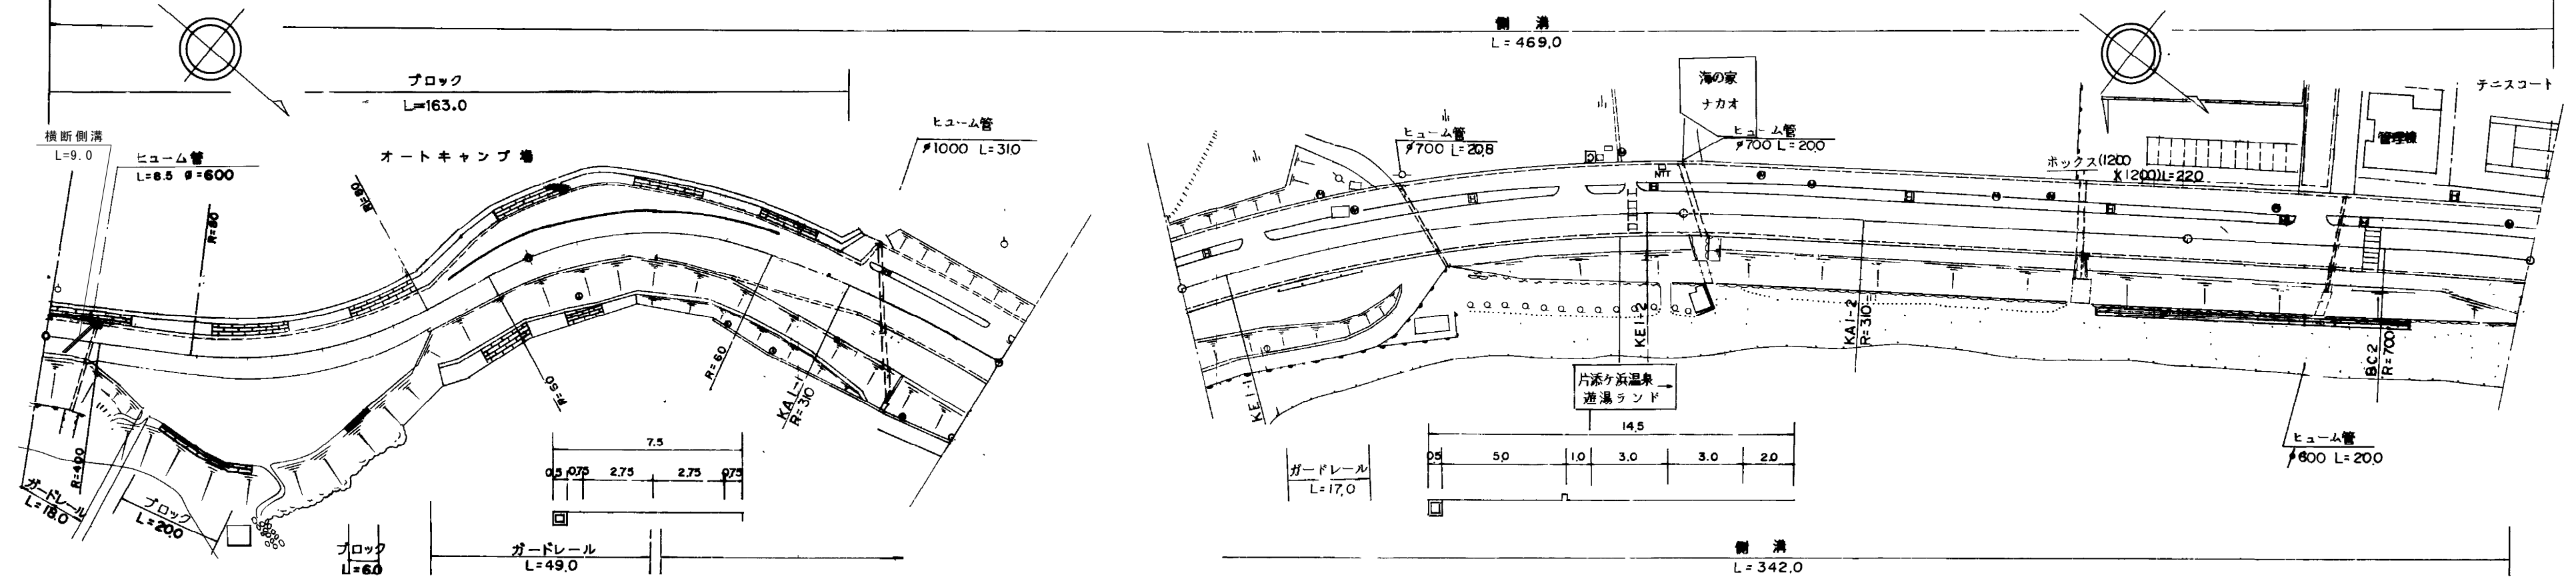 側 溝
L=469.0
ブロック
L=163.0
横断側溝
L=9.0
ヒューム管
L=8.5 φ=600
オートキャンプ場
ヒューム管
φ1000 L=31.0
R=80
R=400
R=60
KA1-1
R=310
ガードレール
L=18.0
ブロック
L=20.0
ブロック
L=6.0
ガードレール
L=49.0
7.5
0.5 0.75 2.75 2.75 0.75
海の家
ナカオ
ヒューム管
φ700 L=20.8
ヒューム管
φ700 L=20.0
NTT
ボックス(1200
X1200)L=22.0
管理棟
テニスコート
KE1-1
KE1-2
KA1-2
R=310
BC2
R=700
片添ケ浜温泉
遊湯ランド
→
ガードレール
L=17.0
14.5
0.5 5.0 1.0 3.0 3.0 2.0
ヒューム管
φ600 L=20.0
側 溝
L=342.0